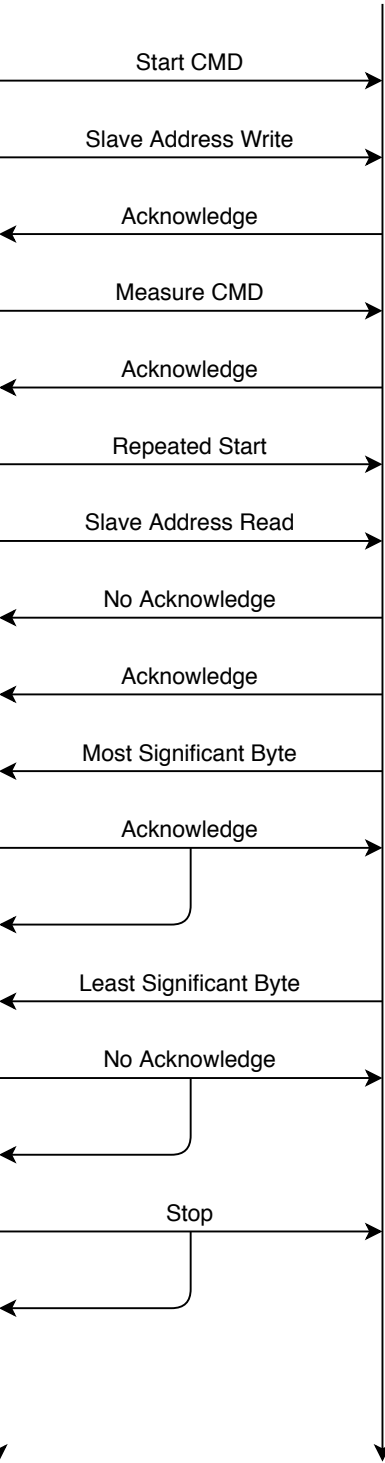 Start CMD
Slave Address Write
Acknowledge
Measure CMD
Acknowledge
Repeated Start
Slave Address Read
No Acknowledge
Acknowledge
Most Significant Byte
Acknowledge
Least Significant Byte
No Acknowledge
Stop